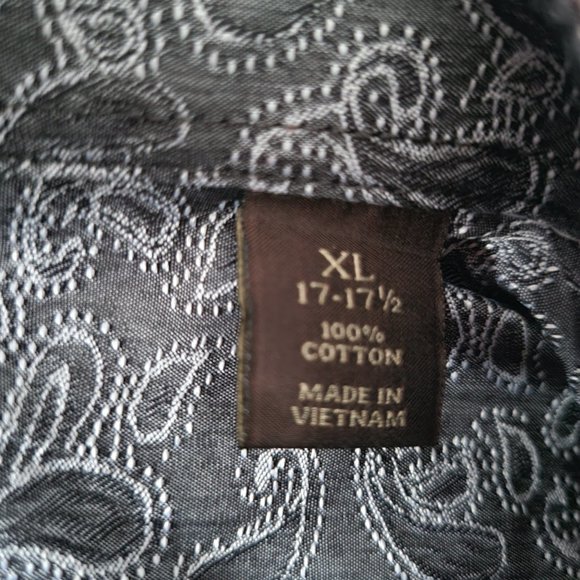 XL
17-17½
100%
COTTON
MADE IN
VIETNAM